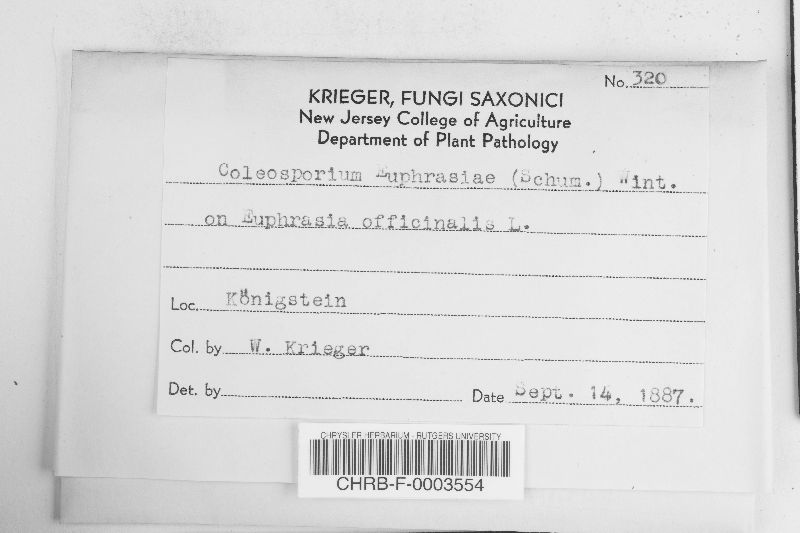 No. 320
KRIEGER, FUNGI SAXONICI
New Jersey College of Agriculture
Department of Plant Pathology
Coleosporium Euphrasiae (Schum.) Wint.
on Euphrasia officinalis L.
Loc. Königstein
Col. by W. Krieger
Det. by
Date Sept. 14, 1887.
CHRYSLER HERBARIUM - RUTGERS UNIVERSITY
CHRB-F-0003554